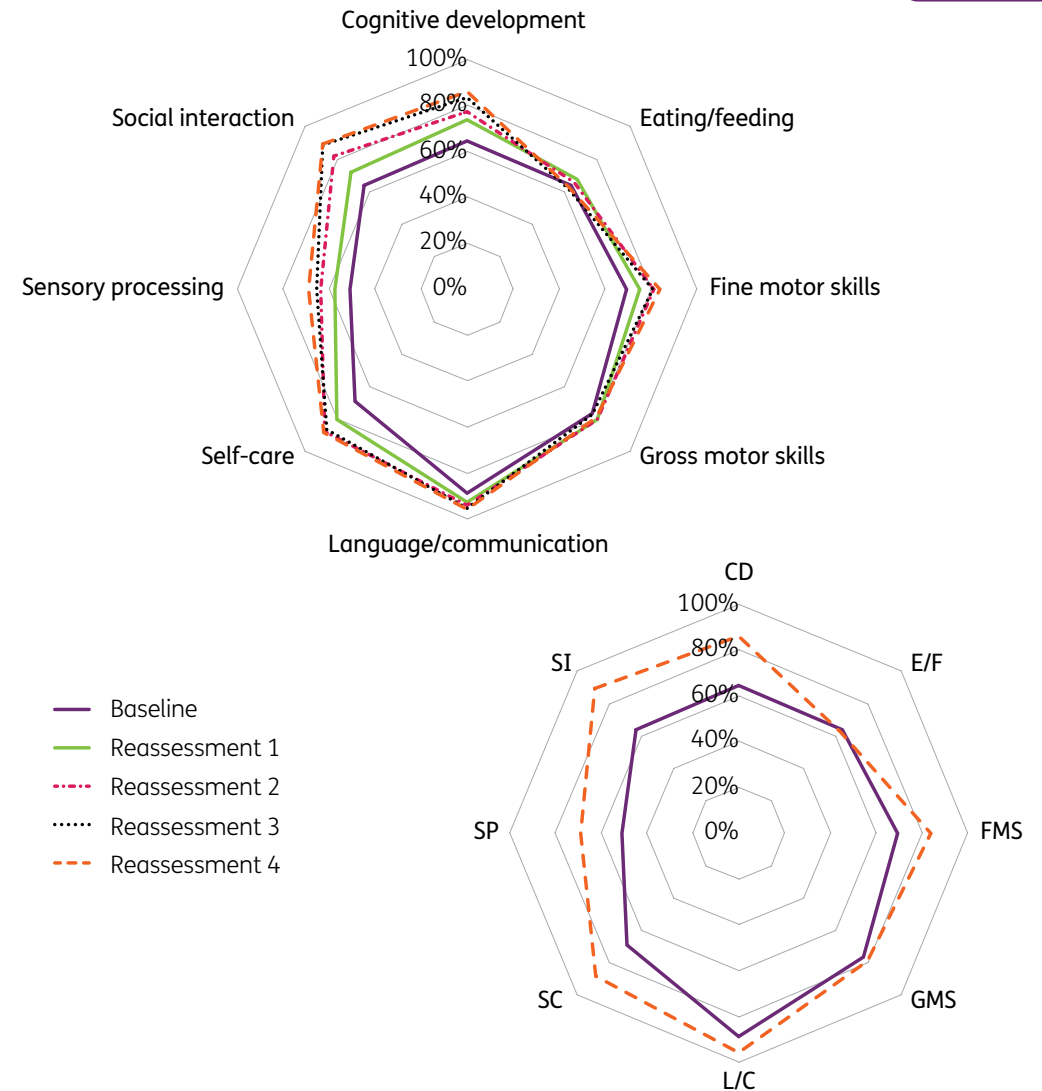 Cognitive development
100%
Social interaction
80%
Eating/feeding
60%
40%
20%
Sensory processing
0%
Fine motor skills
Self-care
Gross motor skills
Language/communication
CD
100%
SI
80%
E/F
60%
Baseline
40%
Reassessment 1
20%
Reassessment 2
SP
0%
FMS
Reassessment 3
Reassessment 4
SC
GMS
L/C